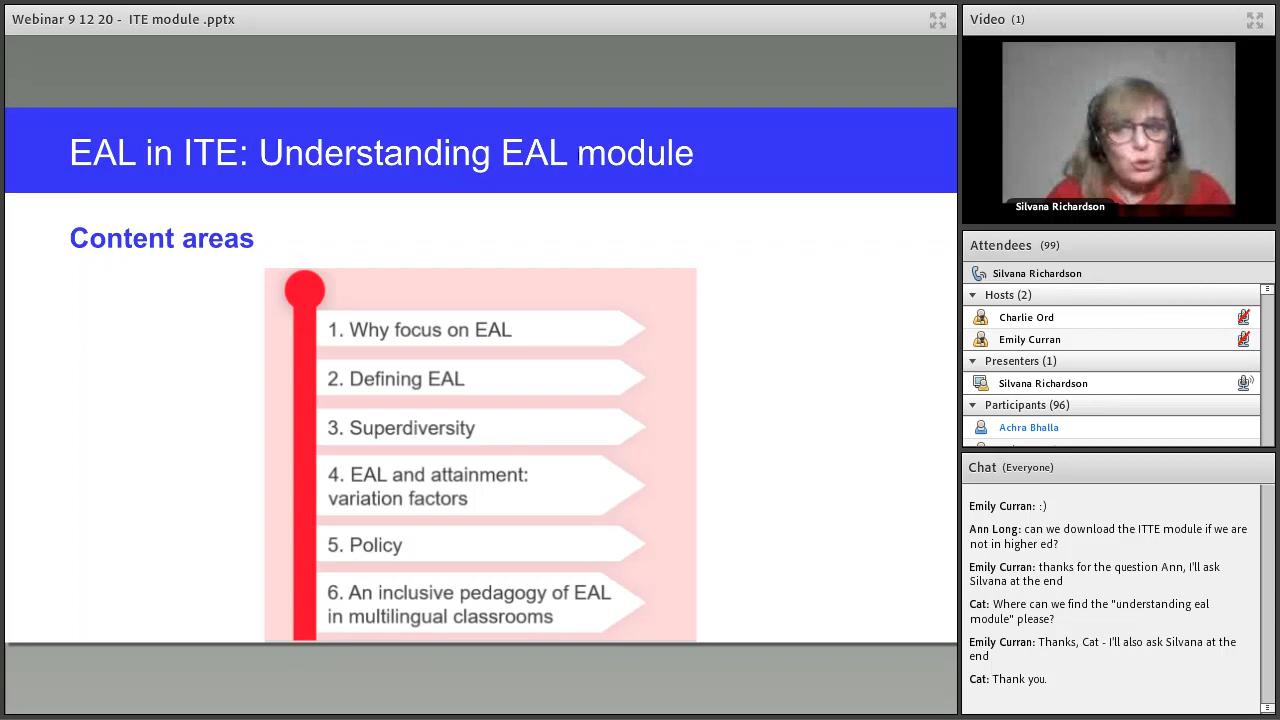 Webinar 9 12 20 - ITE module .pptx
EAL in ITE: Understanding EAL module
Content areas
1. Why focus on EAL
2. Defining EAL
3. Superdiversity
4. EAL and attainment:
variation factors
5. Policy
6. An inclusive pedagogy of EAL
in multilingual classrooms
Video (1)
Silvana Richardson
Attendees (99)
Silvana Richardson
Hosts (2)
Charlie Ord
Emily Curran
Presenters (1)
Silvana Richardson
Participants (96)
Achra Bhalla
Chat (Everyone)
Emily Curran: :)
Ann Long: can we download the ITTE module if we are
not in higher ed?
Emily Curran: thanks for the question Ann, I'll ask
Silvana at the end
Cat: Where can we find the "understanding eal
module" please?
Emily Curran: Thanks, Cat - I'll also ask Silvana at the
end
Cat: Thank you.